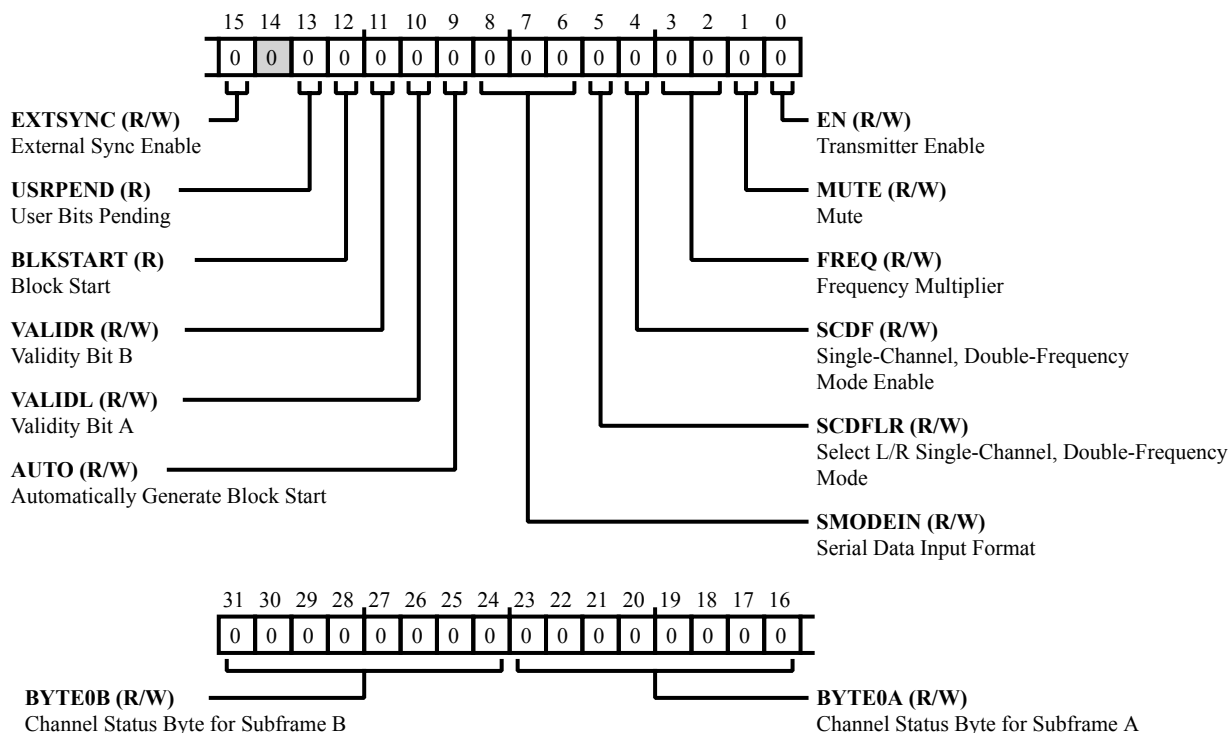 15 14 13 12 11 10 9 8 7 6 5 4 3 2 1 0
0 0 0 0 0 0 0 0 0 0 0 0 0 0 0 0
EXTSYNC (R/W)
External Sync Enable
USRPEND (R)
User Bits Pending
BLKSTART (R)
Block Start
VALIDR (R/W)
Validity Bit B
VALIDL (R/W)
Validity Bit A
AUTO (R/W)
Automatically Generate Block Start
EN (R/W)
Transmitter Enable
MUTE (R/W)
Mute
FREQ (R/W)
Frequency Multiplier
SCDF (R/W)
Single-Channel, Double-Frequency
Mode Enable
SCDFLR (R/W)
Select L/R Single-Channel, Double-Frequency
Mode
SMODEIN (R/W)
Serial Data Input Format
31 30 29 28 27 26 25 24 23 22 21 20 19 18 17 16
0 0 0 0 0 0 0 0 0 0 0 0 0 0 0 0
BYTE0B (R/W)
Channel Status Byte for Subframe B
BYTE0A (R/W)
Channel Status Byte for Subframe A